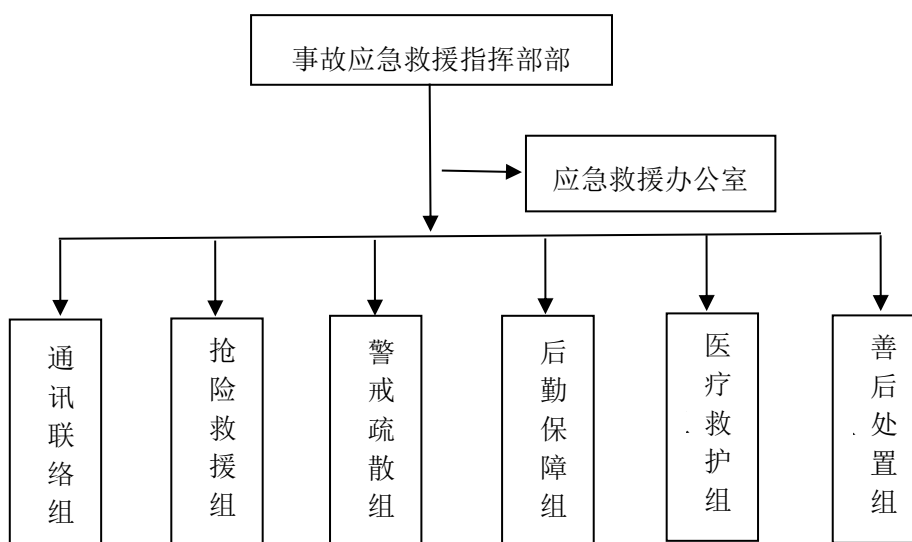 事故应急救援指挥部部
应急救援办公室
通讯联络组
抢险救援组
警戒疏散组
后勤保障组
医疗救护组
善后处置组